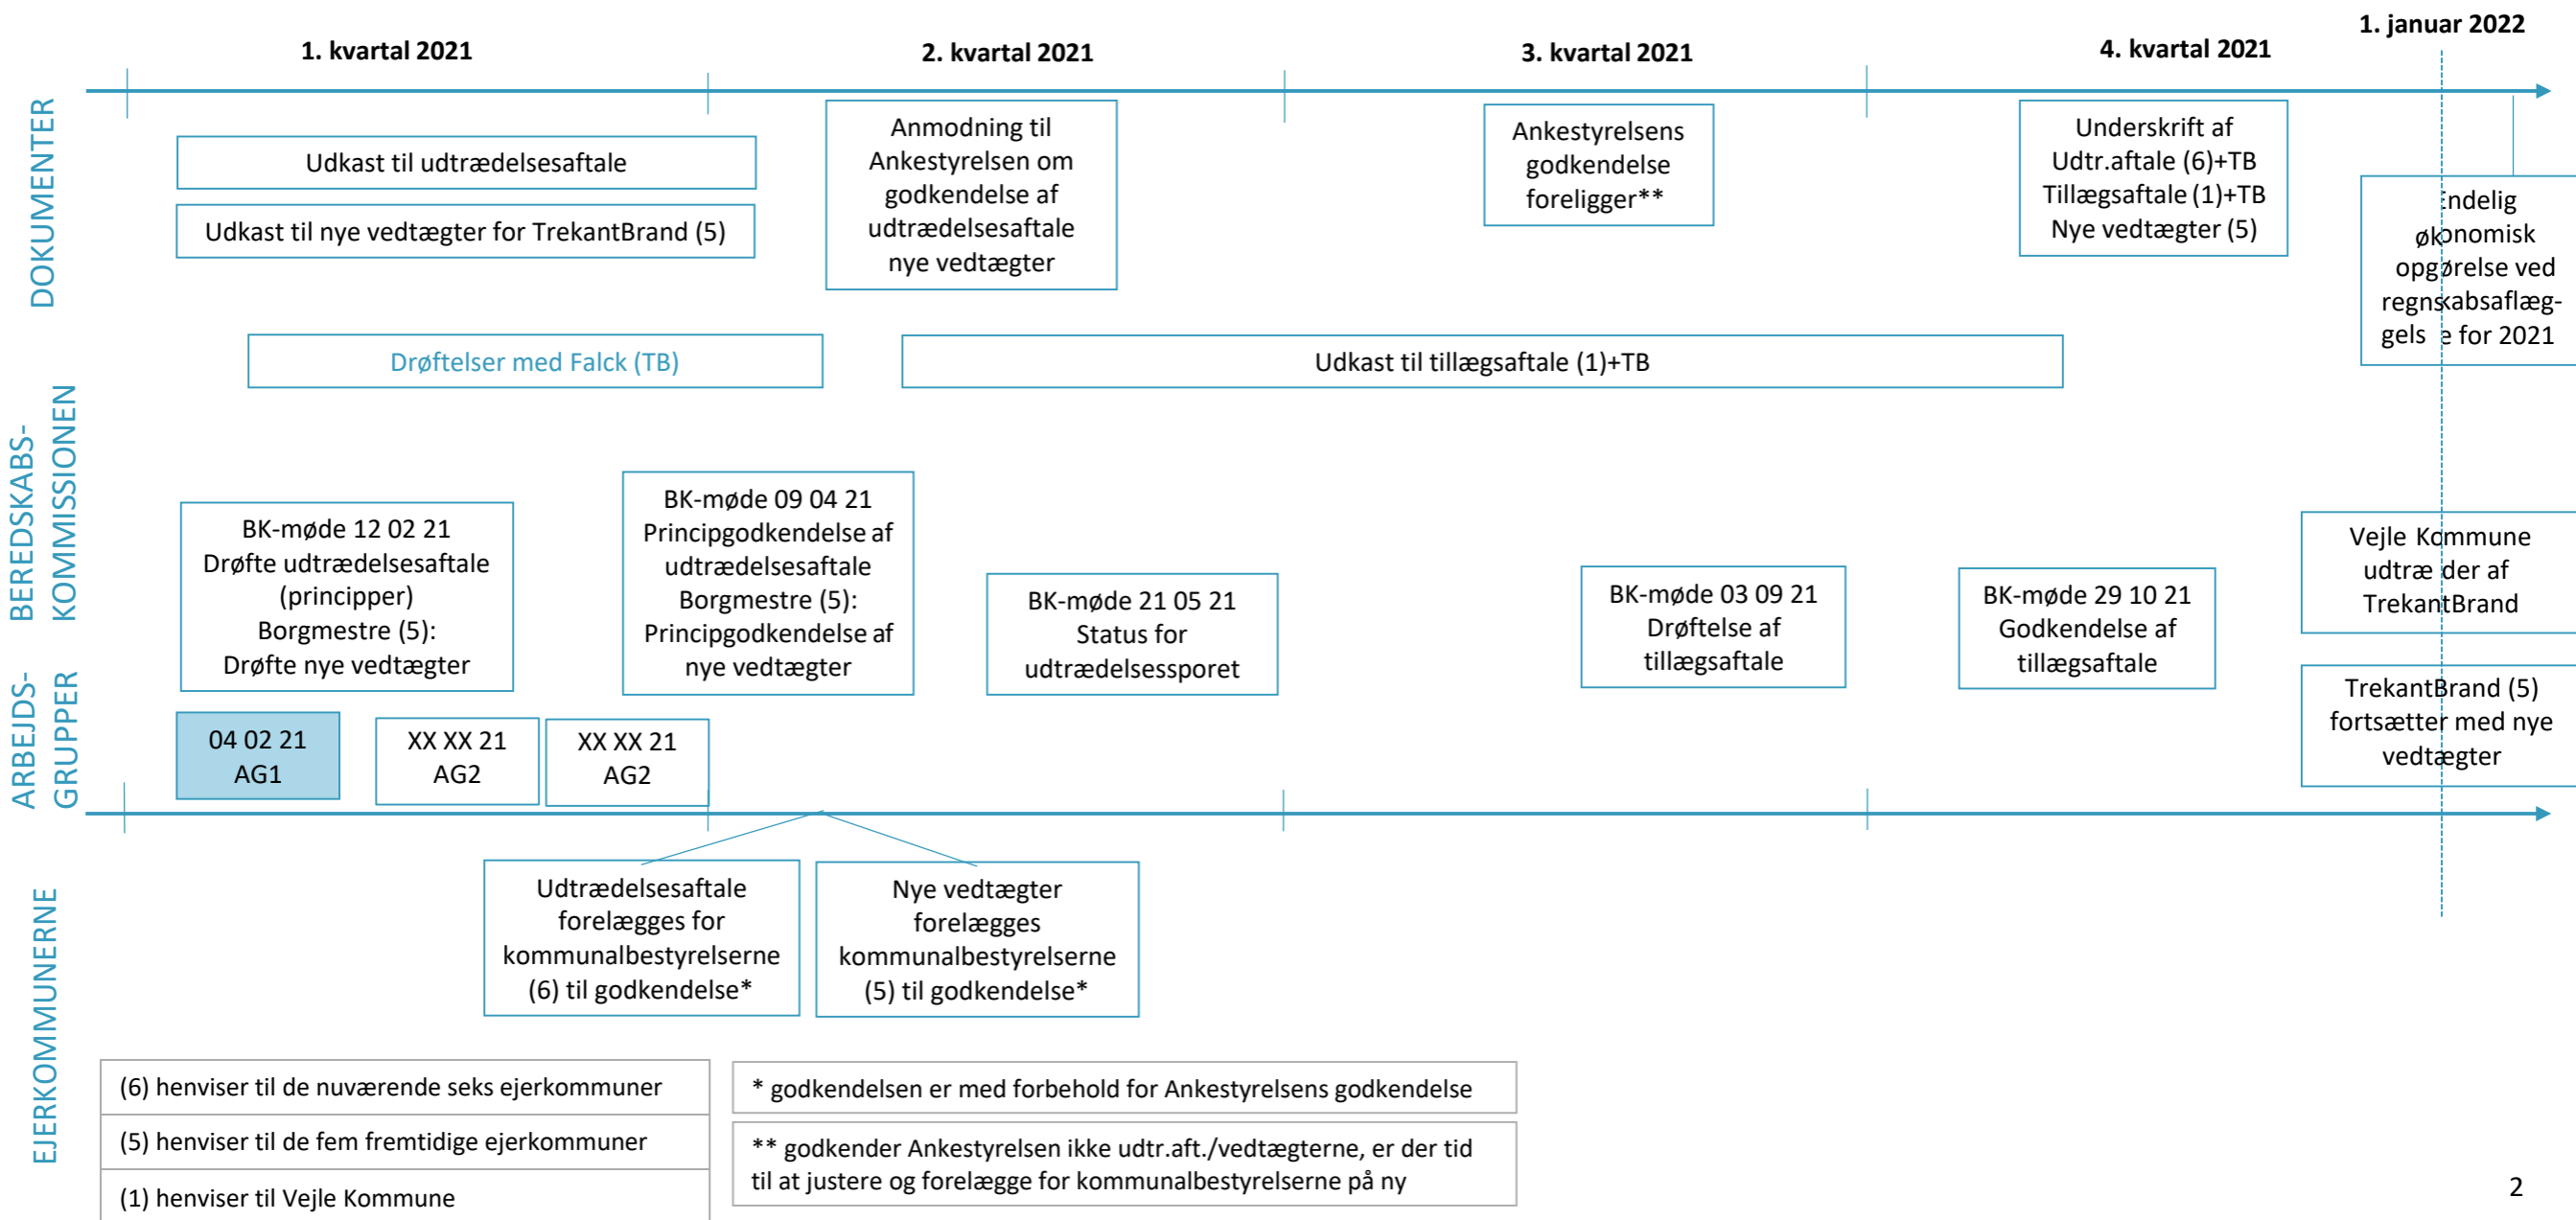 1. kvartal 2021
2. kvartal 2021
3. kvartal 2021
4. kvartal 2021
1. januar 2022
DOKUMENTER
Udkast til udtrædelsesaftale
Udkast til nye vedtægter for TrekantBrand (5)
Anmodning til
Ankestyrelsen om
godkendelse af
udtrædelsesaftale
nye vedtægter
Ankestyrelsens
godkendelse
foreligger**
Underskrift af
Udtr.aftale (6)+TB
Tillægsaftale (1)+TB
Nye vedtægter (5)
Endelig
økonomisk
opgørelse ved
regnskabsaflæg-
gelse for 2021
Drøftelser med Falck (TB)
Udkast til tillægsaftale (1)+TB
BEREDSKABS-
KOMMISSIONEN
BK-møde 12 02 21
Drøfte udtrædelsesaftale
(principper)
Borgmestre (5):
Drøfte nye vedtægter
BK-møde 09 04 21
Principgodkendelse af
udtrædelsesaftale
Borgmestre (5):
Principgodkendelse af
nye vedtægter
BK-møde 21 05 21
Status for
udtrædelsessporet
BK-møde 03 09 21
Drøftelse af
tillægsaftale
BK-møde 29 10 21
Godkendelse af
tillægsaftale
Vejle Kommune
udtræder af
TrekantBrand
TrekantBrand (5)
fortsætter med nye
vedtægter
ARBEJDS-
GRUPPER
04 02 21
AG1
XX XX 21
AG2
XX XX 21
AG2
EJERKOMMUNERNE
Udtrædelsesaftale
forelægges for
kommunalbestyrelserne
(6) til godkendelse*
Nye vedtægter
forelægges
kommunalbestyrelserne
(5) til godkendelse*
(6) henviser til de nuværende seks ejerkommuner
(5) henviser til de fem fremtidige ejerkommuner
(1) henviser til Vejle Kommune
* godkendelsen er med forbehold for Ankestyrelsens godkendelse
** godkender Ankestyrelsen ikke udtr.aft./vedtægterne, er der tid
til at justere og forelægge for kommunalbestyrelserne på ny
2